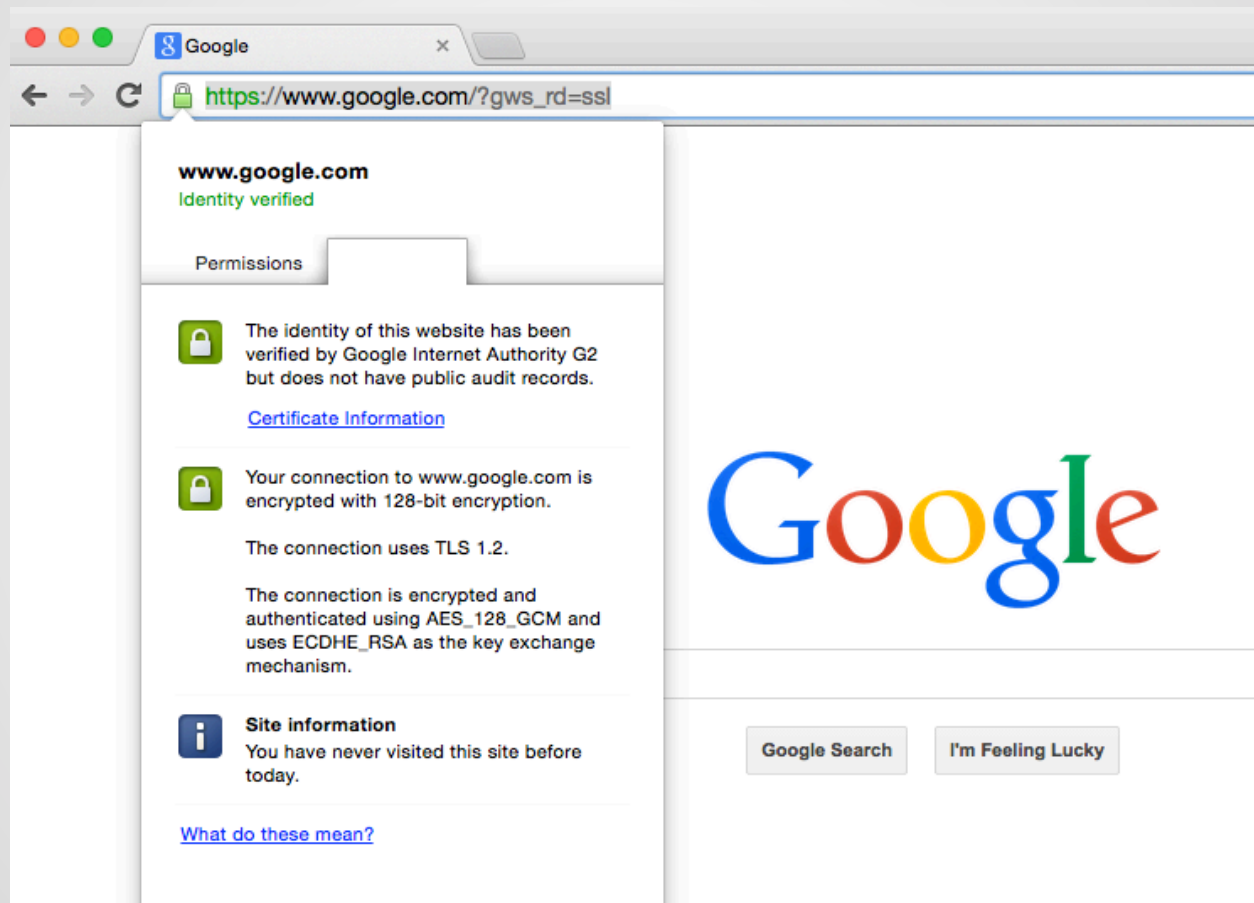 Google
https://www.google.com/?gws_rd=ssl
www.google.com
Identity verified
Permissions
The identity of this website has been
verified by Google Internet Authority G2
but does not have public audit records.
Certificate Information
Your connection to www.google.com is
encrypted with 128-bit encryption.
The connection uses TLS 1.2.
The connection is encrypted and
authenticated using AES_128_GCM and
uses ECDHE_RSA as the key exchange
mechanism.
Site information
You have never visited this site before
today.
What do these mean?
Google
Google Search
I'm Feeling Lucky